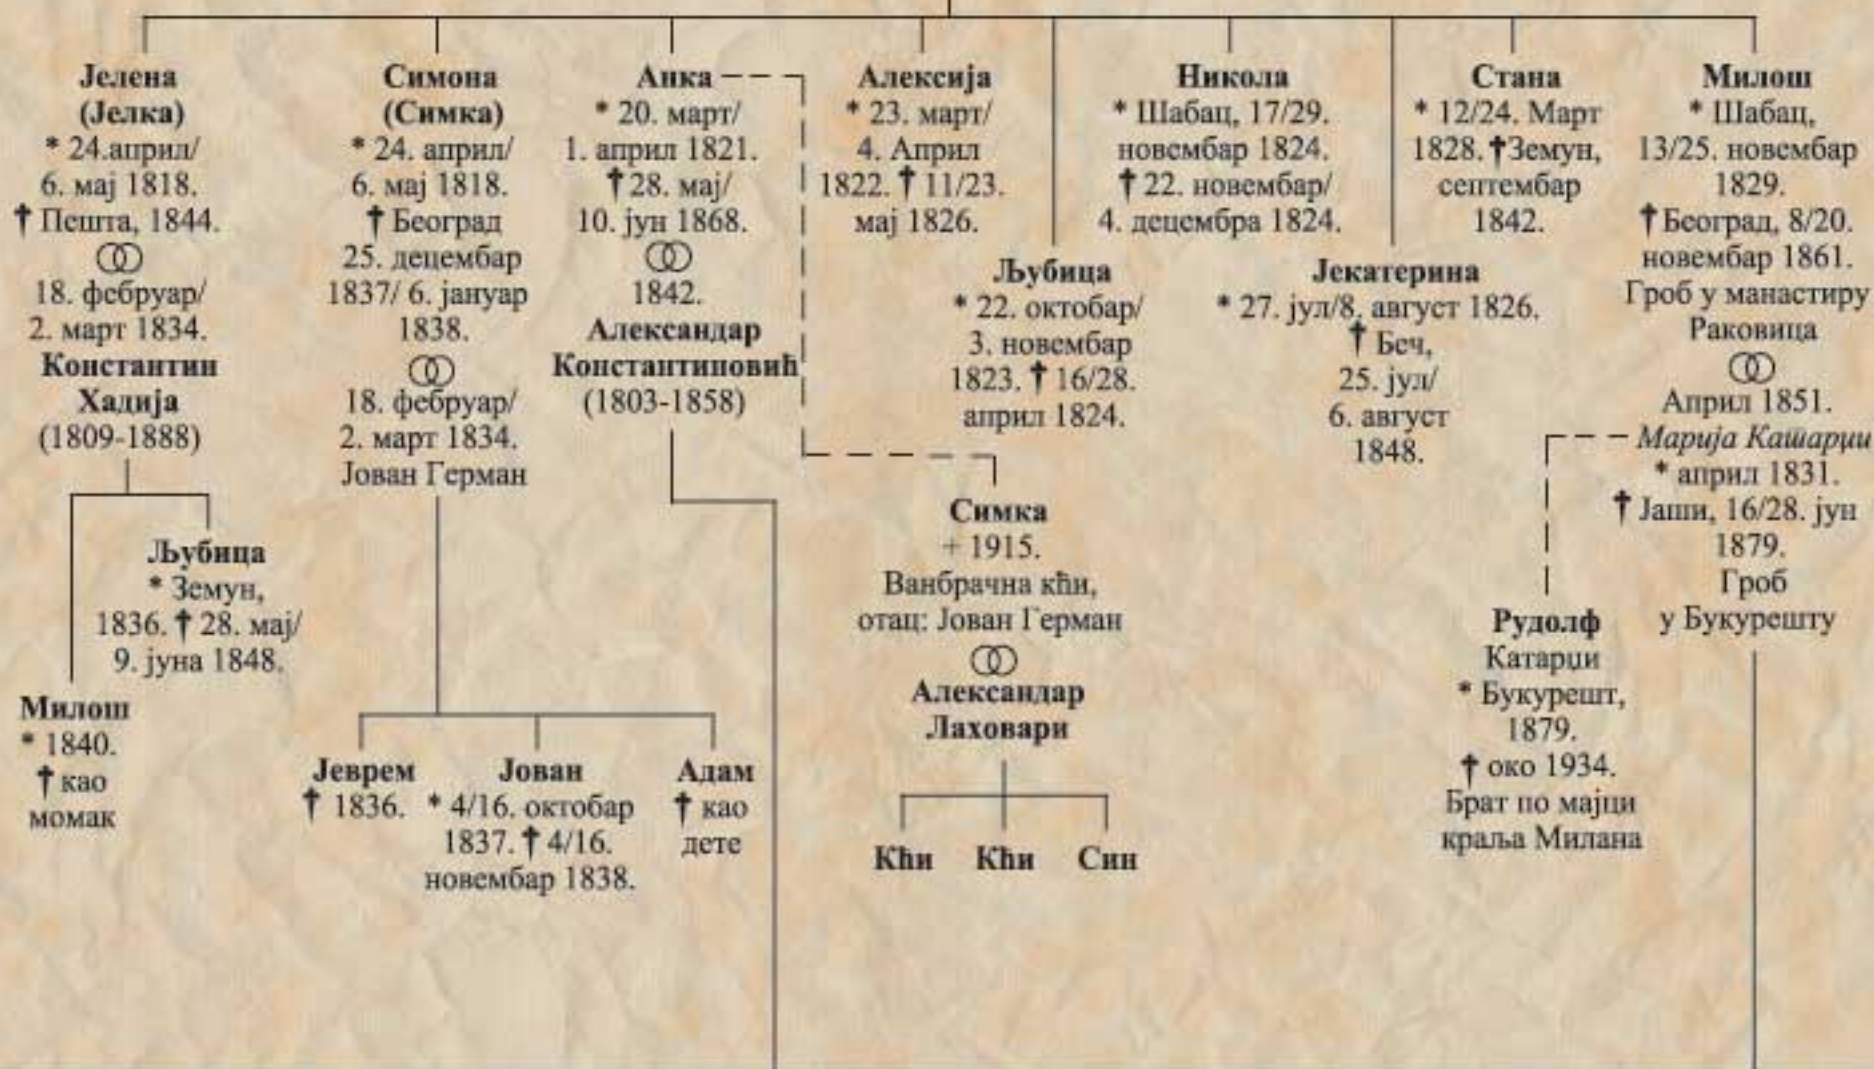 Јелена
(Јелка)
* 24.април/
6. мај 1818.
† Пешта, 1844.
18. фебруар/
2. март 1834.
Константин
Хадија
(1809-1888)
Симона
(Симка)
* 24. април/
6. мај 1818.
† Београд
25. децембар
1837/ 6. јануар
1838.
18. фебруар/
2. март 1834.
Јован Герман
Анка
* 20. март/
1. април 1821.
† 28. мај/
10. јун 1868.
1842.
Александар
Константиновић
(1803-1858)
Алексија
* 23. март/
4. Април
1822. † 11/23.
мај 1826.
Љубица
* 22. октобар/
3. новембар
1823. † 16/28.
април 1824.
Никола
* Шабац, 17/29.
новембар 1824.
† 22. новембар/
4. децембра 1824.
Јекатерина
* 27. јул/8. август 1826.
† Беч,
25. јул/
6. август
1848.
Стана
* 12/24. Март
1828. † Земун,
септембар
1842.
Милош
* Шабац,
13/25. новембар
1829.
† Београд, 8/20.
новембар 1861.
Гроб у манастиру
Раковица
Април 1851.
Марија Катарџи
* април 1831.
† Јаши, 16/28. јун
1879.
Гроб
у Букурешту
Љубица
* Земун,
1836. † 28. мај/
9. јуна 1848.
Милош
* 1840.
† као
момак
Јеврем
† 1836.
Јован
* 4/16. октобар
1837. † 4/16.
новембар 1838.
Адам
† као
дете
Симка
+ 1915.
Ванбрачна кћи,
отац: Јован Герман
Александар
Лаховари
Кћи Кћи Син
Рудолф
Катарџи
* Букурешт,
1879.
† око 1934.
Брат по мајци
краља Милана